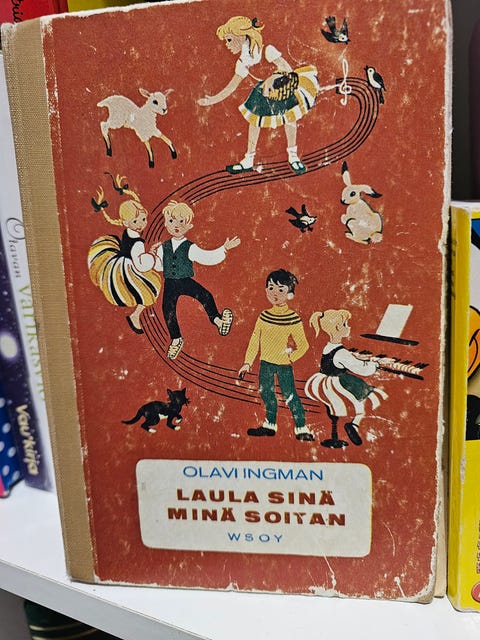 OLAVI INGMAN
LAULA SINÄ
MINÄ SOITAN
WSOY